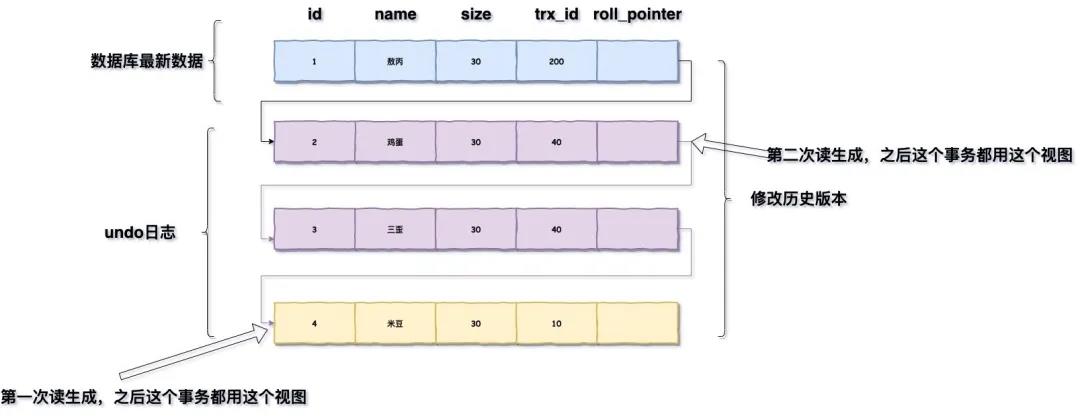 id name size trx_id roll_pointer
数据库最新数据
1 敖丙 30 200
2 鸡蛋 30 40
第二次读生成，之后这个事务都用这个视图
修改历史版本
undo日志
3 三歪 30 40
4 米豆 30 10
第一次读生成，之后这个事务都用这个视图